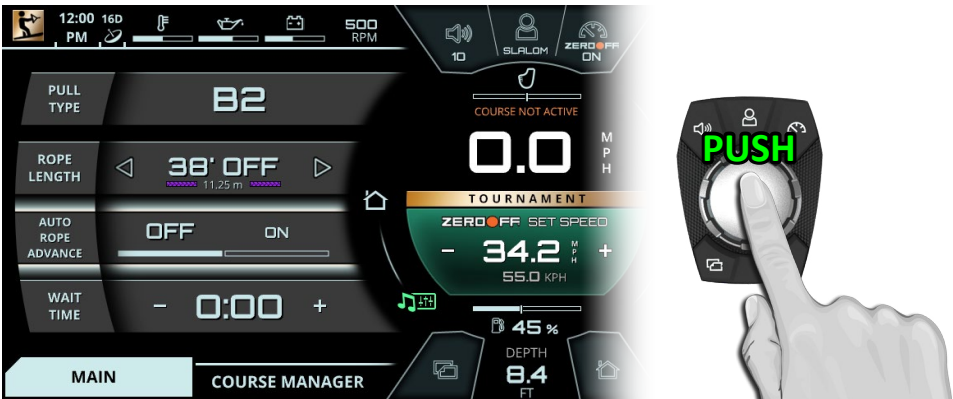 12:00
PM
16D
500
RPM
10
SLALOM
ZEROOFF
ON
PULL
TYPE
B2
COURSE NOT ACTIVE
0.0
MPH
ROPE
LENGTH
38' OFF
11.25 m
TOURNAMENT
ZEROOFF SET SPEED
- 34.2 MPH +
55.0 KPH
AUTO
ROPE
ADVANCE
OFF ON
WAIT
TIME
- 0:00 +
45 %
DEPTH
8.4
FT
MAIN
COURSE MANAGER
PUSH